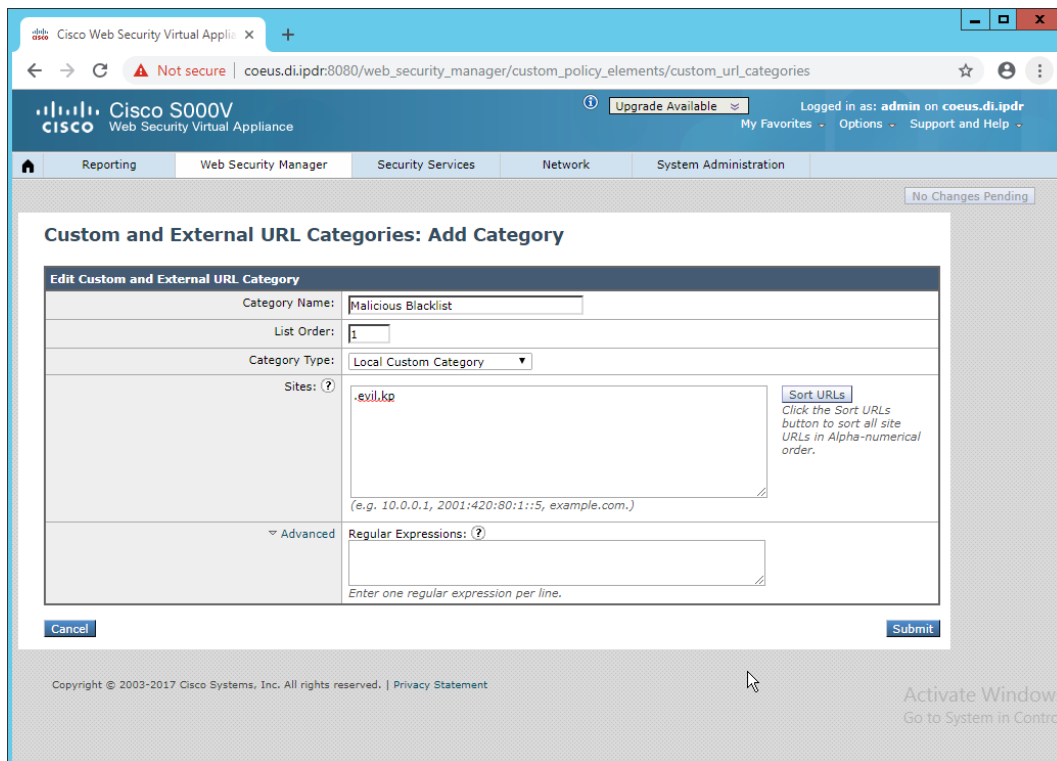 Cisco Web Security Virtual Applia
Not secure | coeus.di.ipdr:8080/web_security_manager/custom_policy_elements/custom_url_categories
CISCO
Cisco S000V
Web Security Virtual Appliance
Upgrade Available
Logged in as: admin on coeus.di.ipdr
My Favorites Options Support and Help
Reporting Web Security Manager Security Services Network System Administration
No Changes Pending
Custom and External URL Categories: Add Category
Edit Custom and External URL Category
Category Name: Malicious Blacklist
List Order: 1
Category Type: Local Custom Category
Sites: (?) .evil.kp
Sort URLs
Click the Sort URLs
button to sort all site
URLs in Alpha-numerical
order.
(e.g. 10.0.0.1, 2001:420:80:1::5, example.com.)
Advanced Regular Expressions: (?)
Enter one regular expression per line.
Cancel Submit
Copyright © 2003-2017 Cisco Systems, Inc. All rights reserved. | Privacy Statement
Activate Window
Go to System in Contro